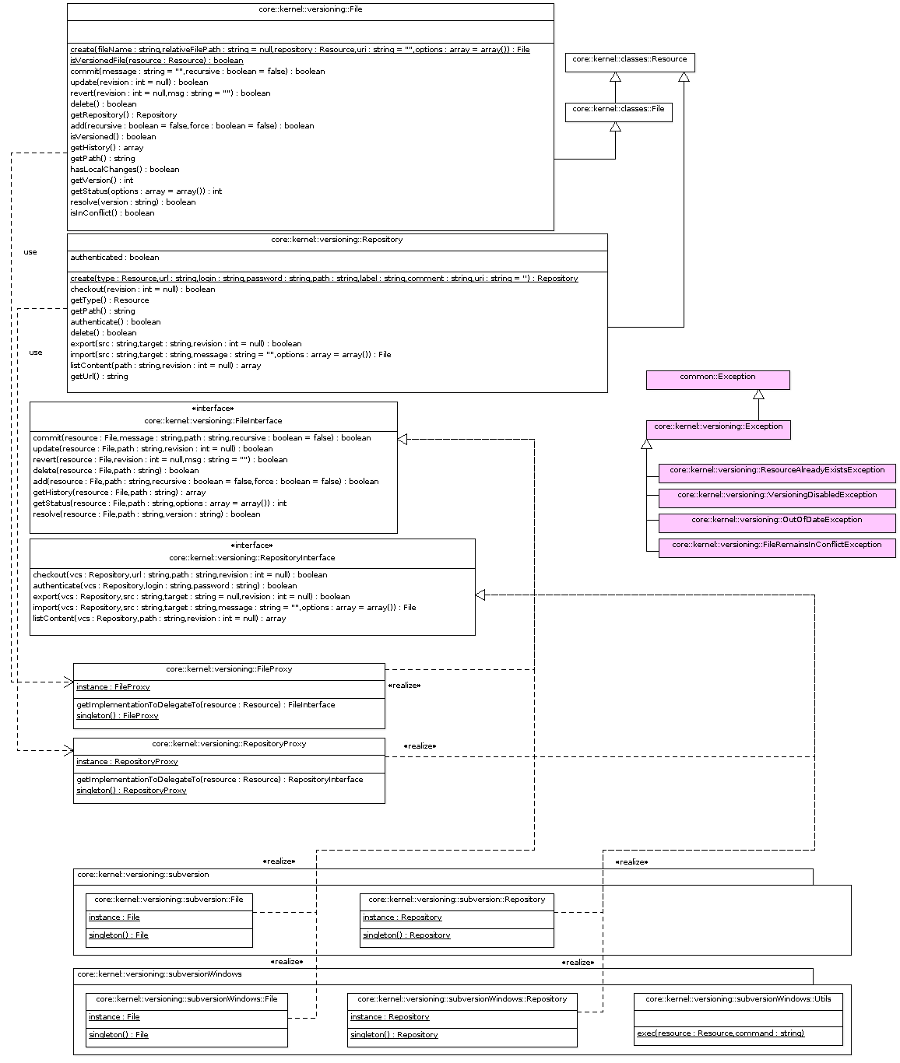 core::kernel::versioning::File
create(fileName : string,relativeFilePath : string = null,repository : Resource,uri : string = "",options : array = array()) : File
isVersionedFile(resource : Resource) : boolean
commit(message : string = "",recursive : boolean = false) : boolean
update(revision : int = null) : boolean
revert(revision : int = null,msg : string = "") : boolean
delete() : boolean
getRepository() : Repository
add(recursive : boolean = false,force : boolean = false) : boolean
isVersioned() : boolean
getHistory() : array
getPath() : string
hasLocalChanges() : boolean
getVersion() : int
getStatus(options : array = array()) : int
resolve(version : string) : boolean
isInConflict() : boolean
core::kernel::classes::Resource
core::kernel::classes::File
use
core::kernel::versioning::Repository
authenticated : boolean
create(type : Resource,url : string,login : string,password : string,path : string,label : string,comment : string,uri : string = '') : Repository
checkout(revision : int = null) : boolean
getType() : Resource
getPath() : string
authenticate() : boolean
delete() : boolean
export(src : string,target : string,revision : int = null) : boolean
import(src : string,target : string,message : string = "",options : array = array()) : File
listContent(path : string,revision : int = null) : array
getUrl() : string
use
common::Exception
core::kernel::versioning::Exception
core::kernel::versioning::ResourceAlreadyExistsException
core::kernel::versioning::VersioningDisabledException
core::kernel::versioning::OutOfDateException
core::kernel::versioning::FileRemainsInConflictException
«interface»
core::kernel::versioning::FileInterface
commit(resource : File,message : string,path : string,recursive : boolean = false) : boolean
update(resource : File,path : string,revision : int = null) : boolean
revert(resource : File,revision : int = null,msg : string = "") : boolean
delete(resource : File,path : string) : boolean
add(resource : File,path : string,recursive : boolean = false,force : boolean = false) : boolean
getHistory(resource : File,path : string) : array
getStatus(resource : File,path : string,options : array = array()) : int
resolve(resource : File,path : string,version : string) : boolean
«interface»
core::kernel::versioning::RepositoryInterface
checkout(vcs : Repository,url : string,path : string,revision : int = null) : boolean
authenticate(vcs : Repository,login : string,password : string) : boolean
export(vcs : Repository,src : string,target : string = null,revision : int = null) : boolean
import(vcs : Repository,src : string,target : string,message : string = "",options : array = array()) : File
listContent(vcs : Repository,path : string,revision : int = null) : array
core::kernel::versioning::FileProxy
instance : FileProxy
getImplementationToDelegateTo(resource : Resource) : FileInterface
singleton() : FileProxy
«realize»
core::kernel::versioning::RepositoryProxy
instance : RepositoryProxy
getImplementationToDelegateTo(resource : Resource) : RepositoryInterface
singleton() : RepositoryProxy
«realize»
«realize»
«realize»
core::kernel::versioning::subversion
core::kernel::versioning::subversion::File
instance : File
singleton() : File
core::kernel::versioning::subversion::Repository
instance : Repository
singleton() : Repository
«realize»
«realize»
core::kernel::versioning::subversionWindows
core::kernel::versioning::subversionWindows::File
instance : File
singleton() : File
core::kernel::versioning::subversionWindows::Repository
instance : Repository
singleton() : Repository
core::kernel::versioning::subversionWindows::Utils
exec(resource : Resource,command : string)